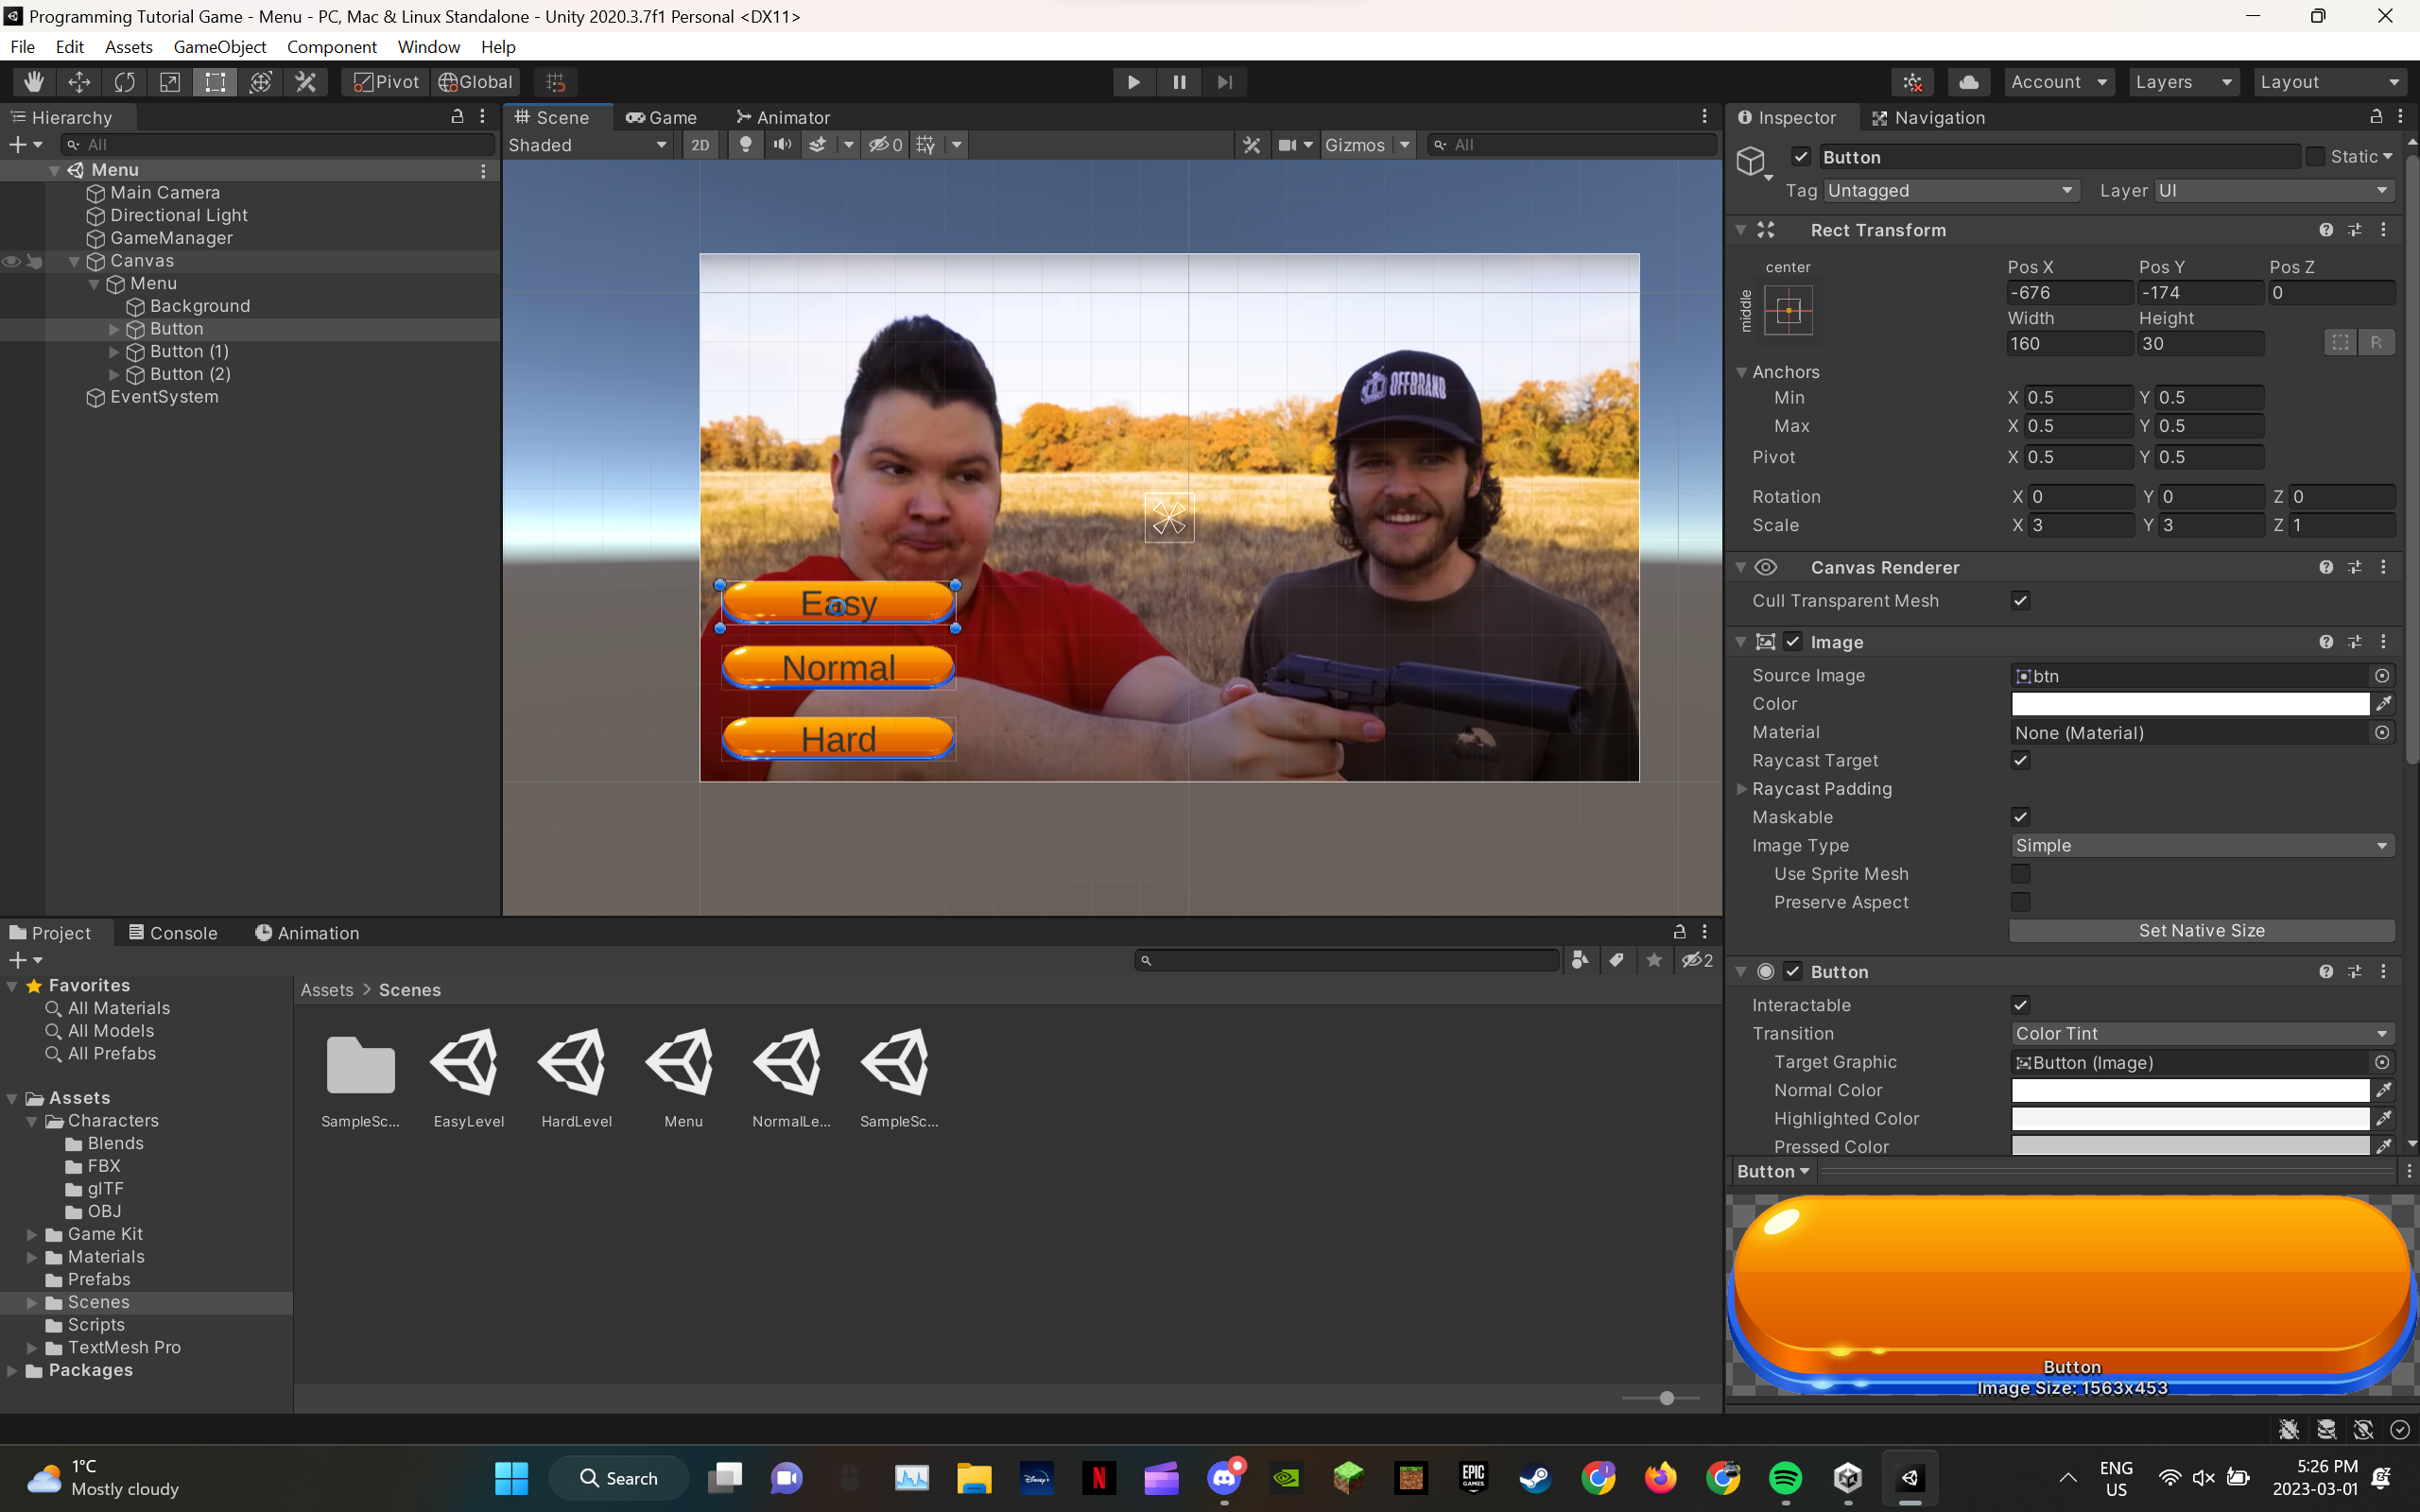 Programming Tutorial Game - Menu - PC, Mac & Linux Standalone - Unity 2020.3.7f1 Personal <DX11>
File Edit Assets GameObject Component Window Help
Pivot Global Account Layers Layout
Hierarchy
All
Menu
Main Camera
Directional Light
GameManager
Canvas
Menu
Background
Button
Button (1)
Button (2)
EventSystem
Scene Game Animator
Shaded 2D 0 Gizmos All
OFFBRAND
Easy
Normal
Hard
Inspector Navigation
Button Static
Tag Untagged Layer UI
Rect Transform
center
middle
Pos X Pos Y Pos Z
-676 -174 0
Width Height
160 30 R
Anchors
Min X 0.5 Y 0.5
Max X 0.5 Y 0.5
Pivot X 0.5 Y 0.5
Rotation X 0 Y 0 Z 0
Scale X 3 Y 3 Z 1
Canvas Renderer
Cull Transparent Mesh
Image
Source Image btn
Color
Material None (Material)
Raycast Target
Raycast Padding
Maskable
Image Type Simple
Use Sprite Mesh
Preserve Aspect
Set Native Size
Button
Interactable
Transition Color Tint
Target Graphic Button (Image)
Normal Color
Highlighted Color
Pressed Color
Button
Button
Image Size: 1563x453
Project Console Animation
2
Favorites
All Materials
All Models
All Prefabs
Assets
Characters
Blends
FBX
glTF
OBJ
Game Kit
Materials
Prefabs
Scenes
Scripts
TextMesh Pro
Packages
Assets > Scenes
SampleSc... EasyLevel HardLevel Menu NormalLe... SampleSc...
1°C
Mostly cloudy
Search
Disney+
N
EPIC
GAMES
ENG
US
5:26 PM
2023-03-01